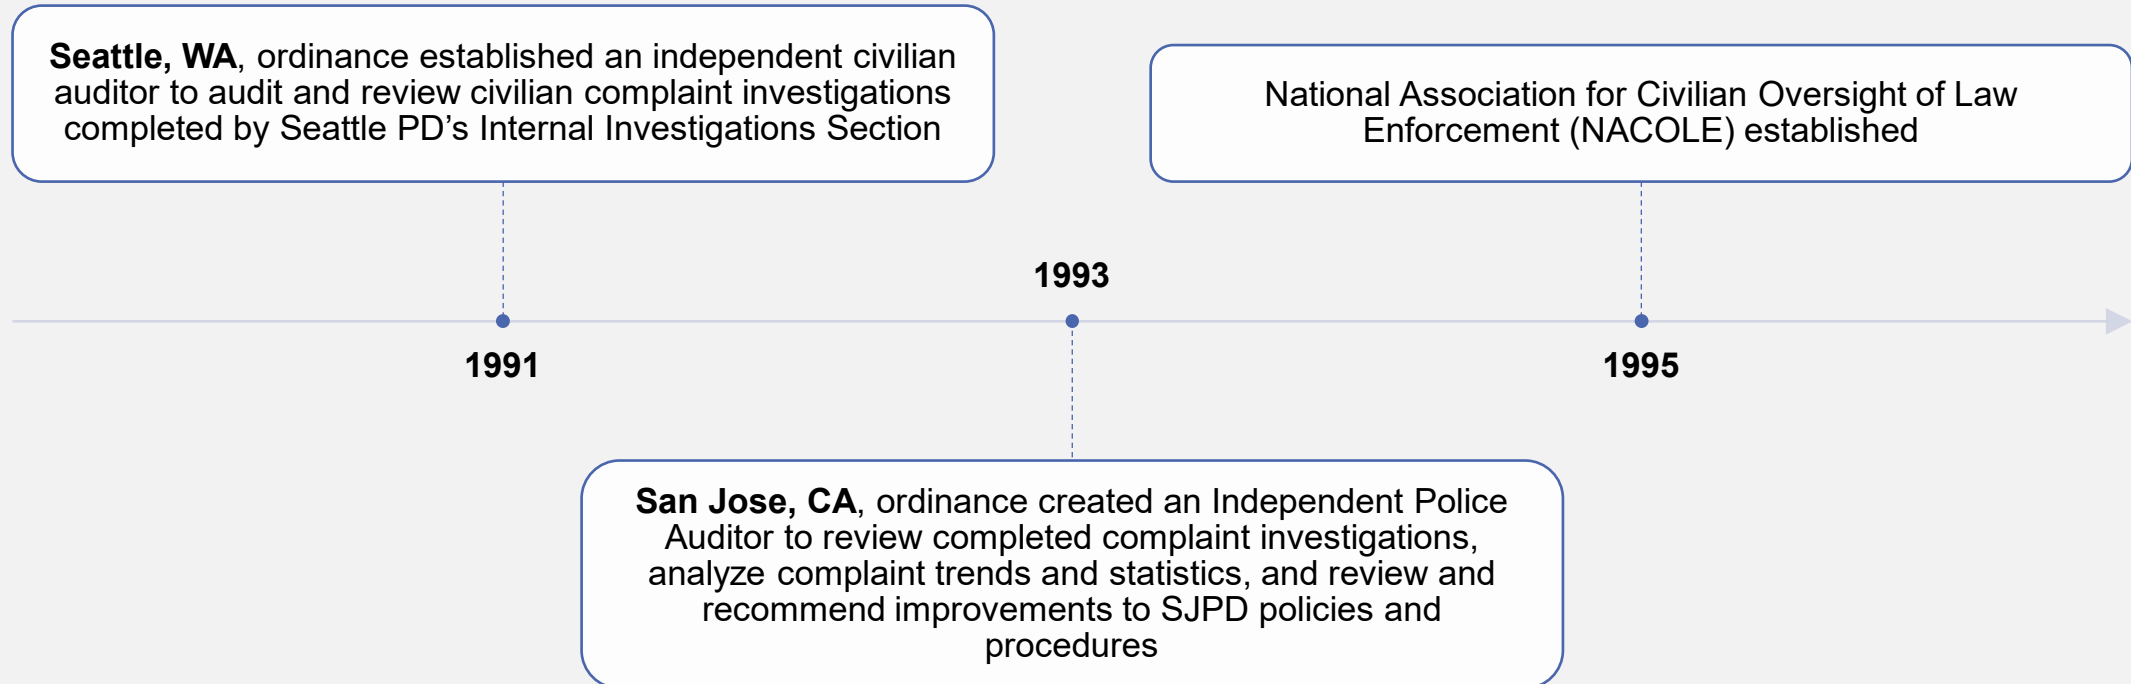 Seattle, WA, ordinance established an independent civilian
auditor to audit and review civilian complaint investigations
completed by Seattle PD’s Internal Investigations Section
National Association for Civilian Oversight of Law
Enforcement (NACOLE) established
1993
1991
1995
San Jose, CA, ordinance created an Independent Police
Auditor to review completed complaint investigations,
analyze complaint trends and statistics, and review and
recommend improvements to SJPD policies and
procedures